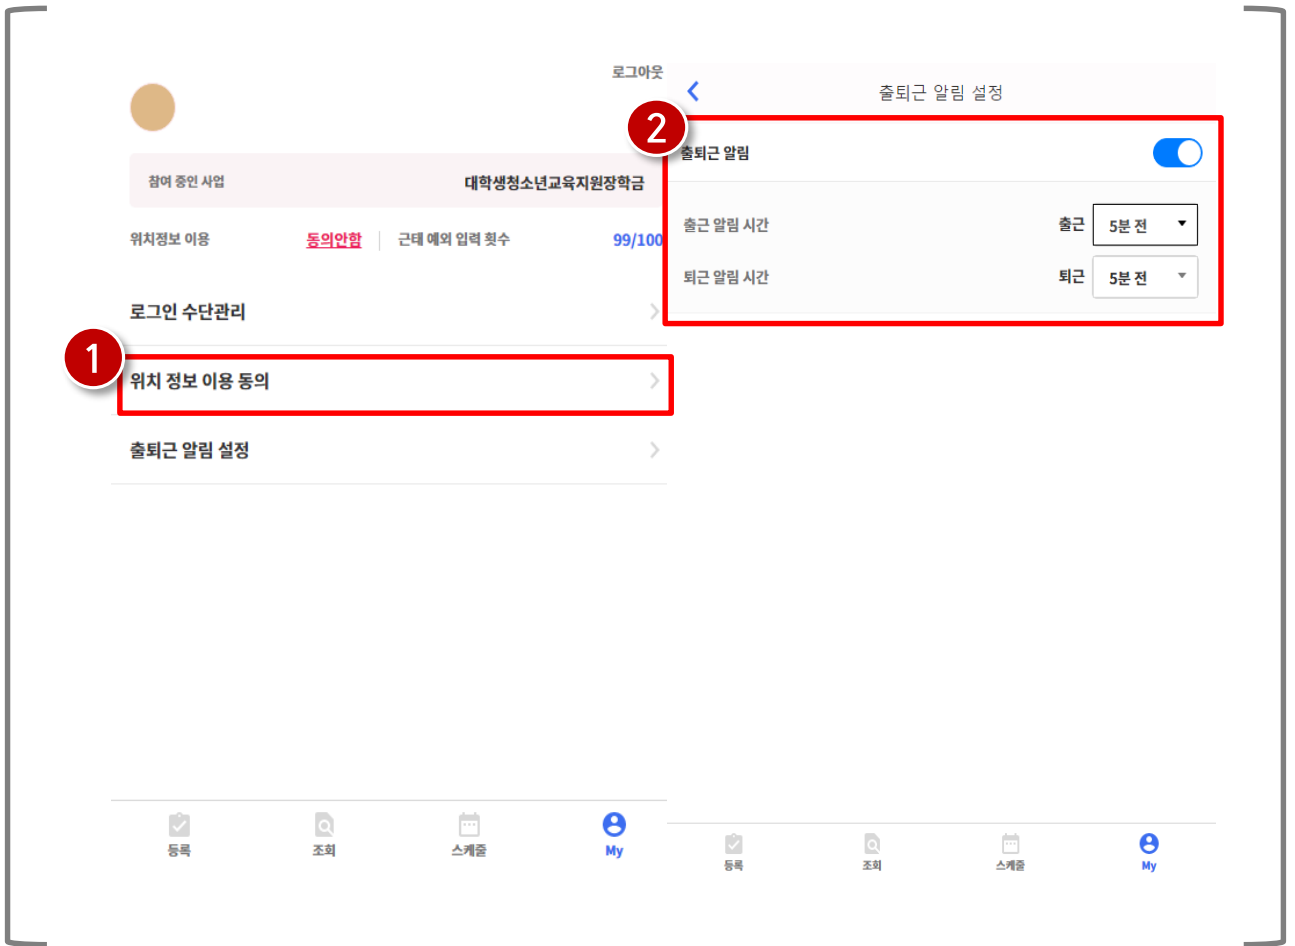 로그아웃
참여 중인 사업 대학생청소년교육지원장학금
위치정보 이용 동의안함 근태 예외 입력 횟수 99/100
로그인 수단관리
1
위치 정보 이용 동의
출퇴근 알림 설정
등록 조회 스케줄 My
출퇴근 알림 설정
2
출퇴근 알림
출근 알림 시간 출근 5분 전
퇴근 알림 시간 퇴근 5분 전
등록 조회 스케줄 My